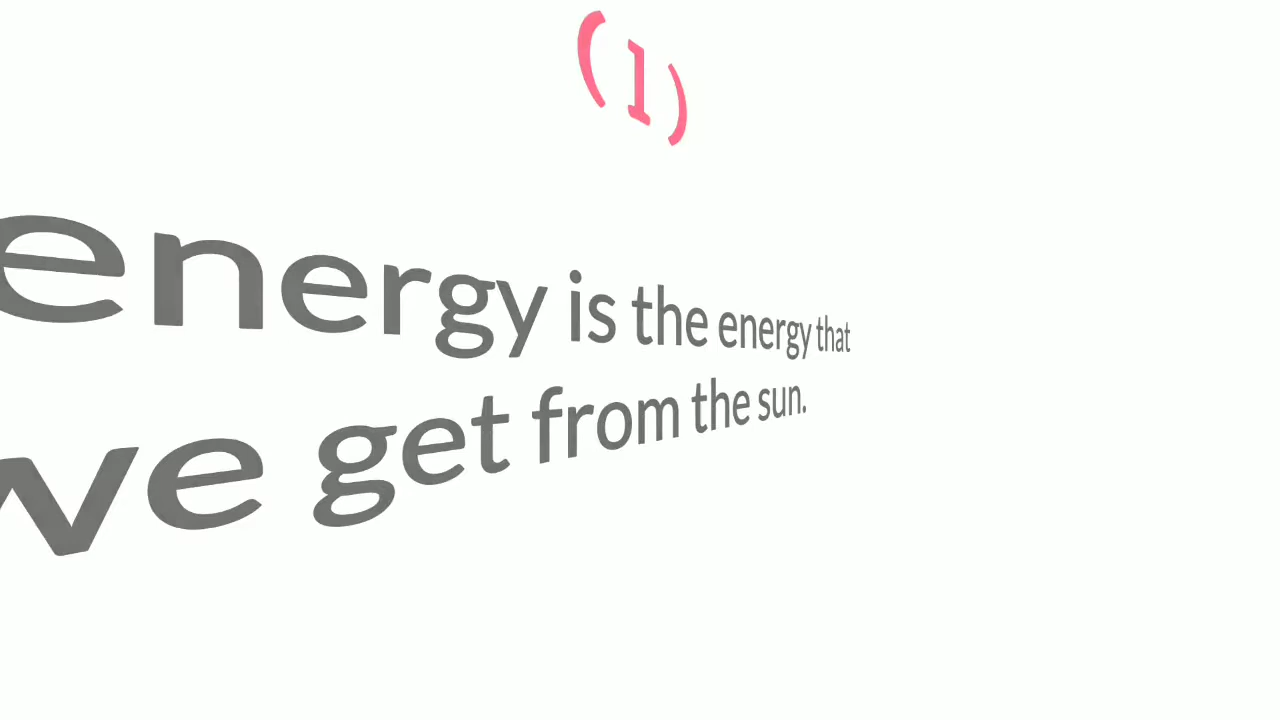 (1)
energy is the energy that
we get from the sun.